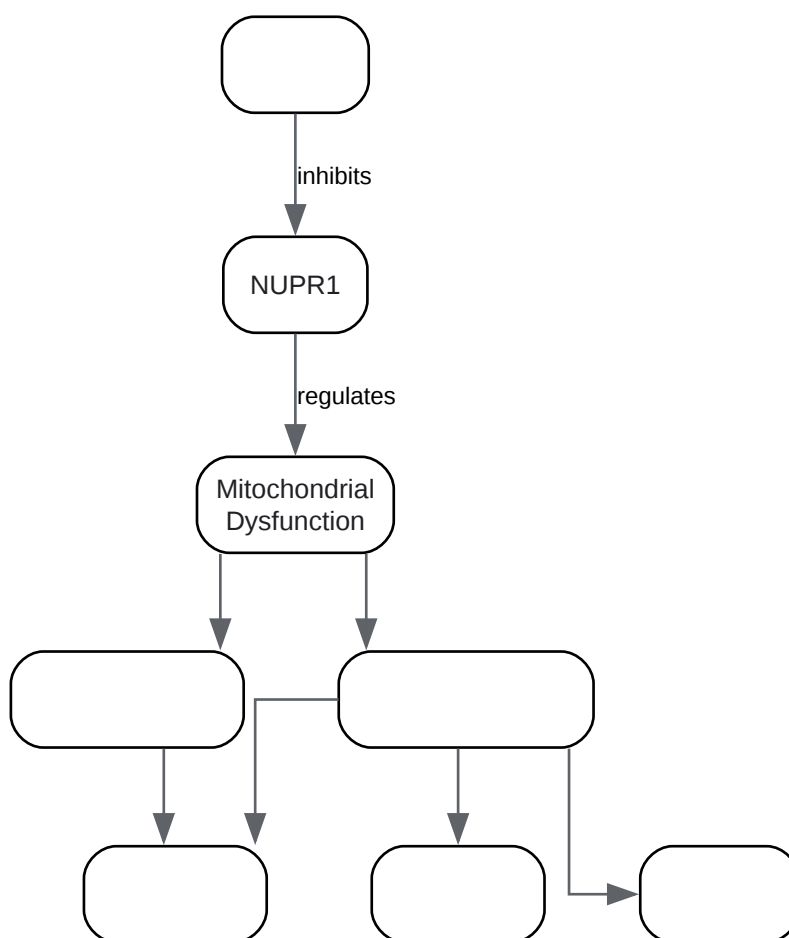 inhibits
NUPR1
regulates
Mitochondrial
Dysfunction